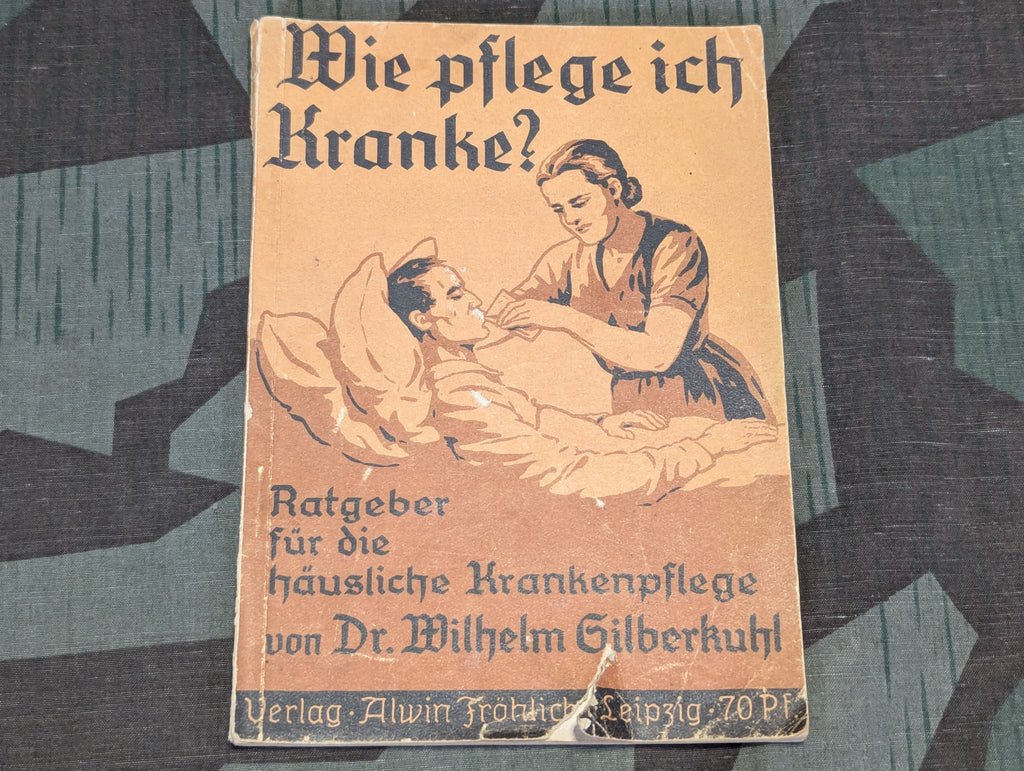 Wie pflege ich
Kranke?
Ratgeber
für die
häusliche Krankenpflege
von Dr. Wilhelm Silberkuhl
Verlag · Alwin Fröhlich · Leipzig · 70 Pf.